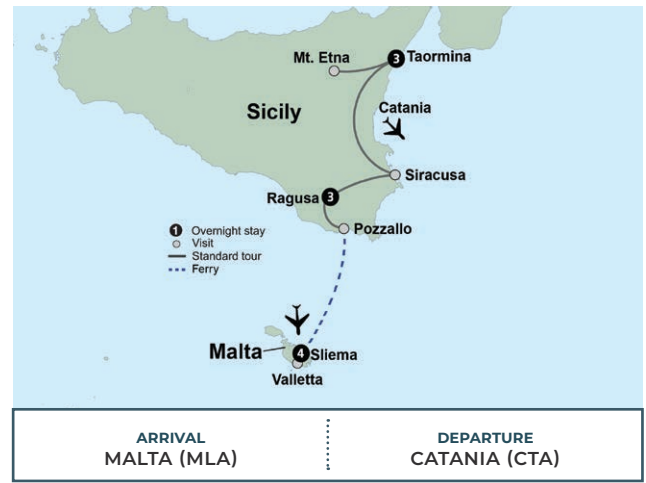 Mt. Etna
3 Taormina
Catania
Sicily
Siracusa
Ragusa 3
Pozzallo
1 Overnight stay
Visit
Standard tour
Ferry
Malta
4 Sliema
Valletta
ARRIVAL
MALTA (MLA)
DEPARTURE
CATANIA (CTA)